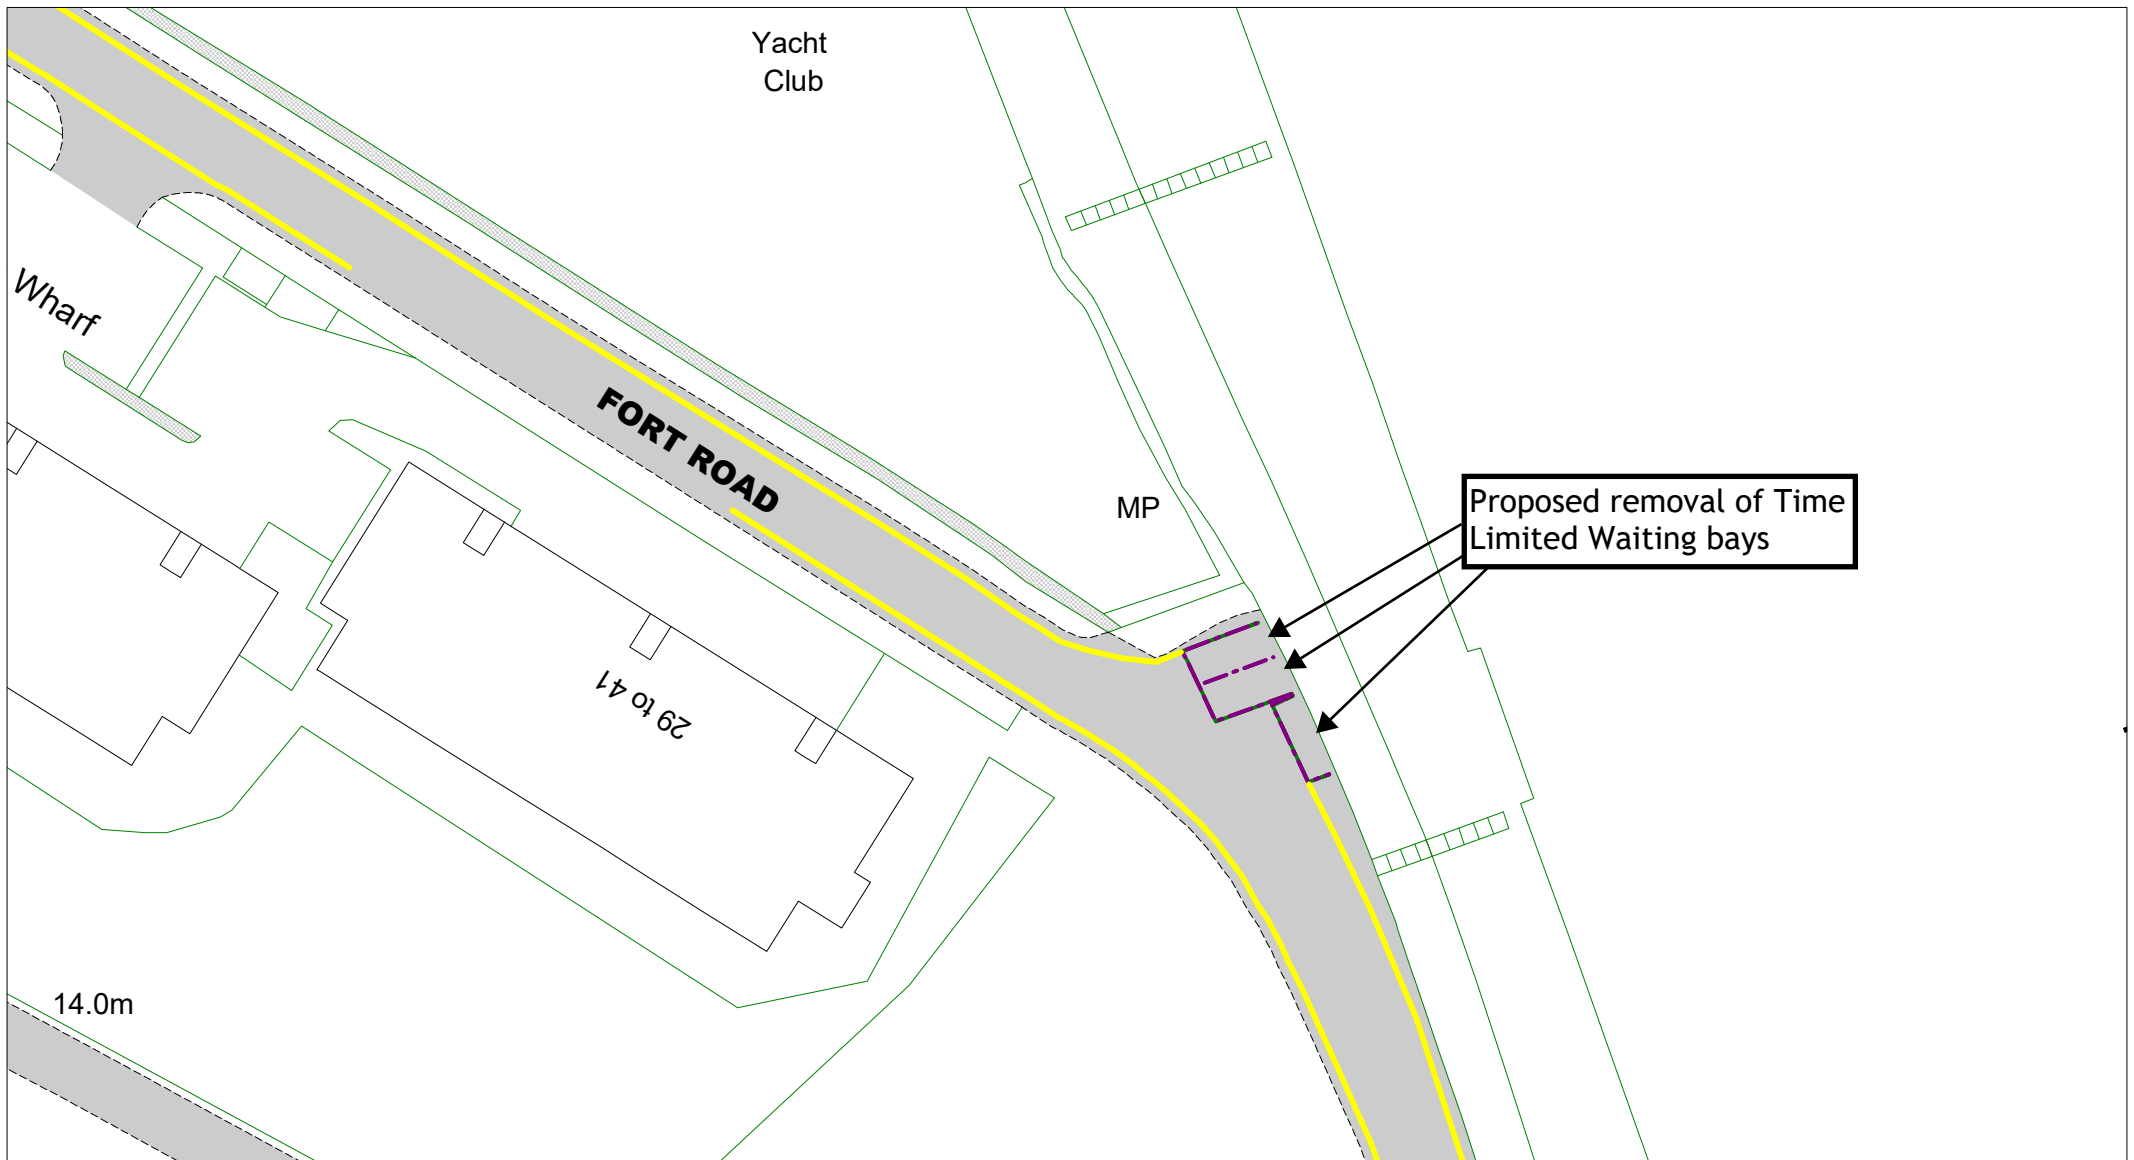 Yacht
Club
Wharf
FORT ROAD
MP
Proposed removal of Time
Limited Waiting bays
29 to 41
14.0m